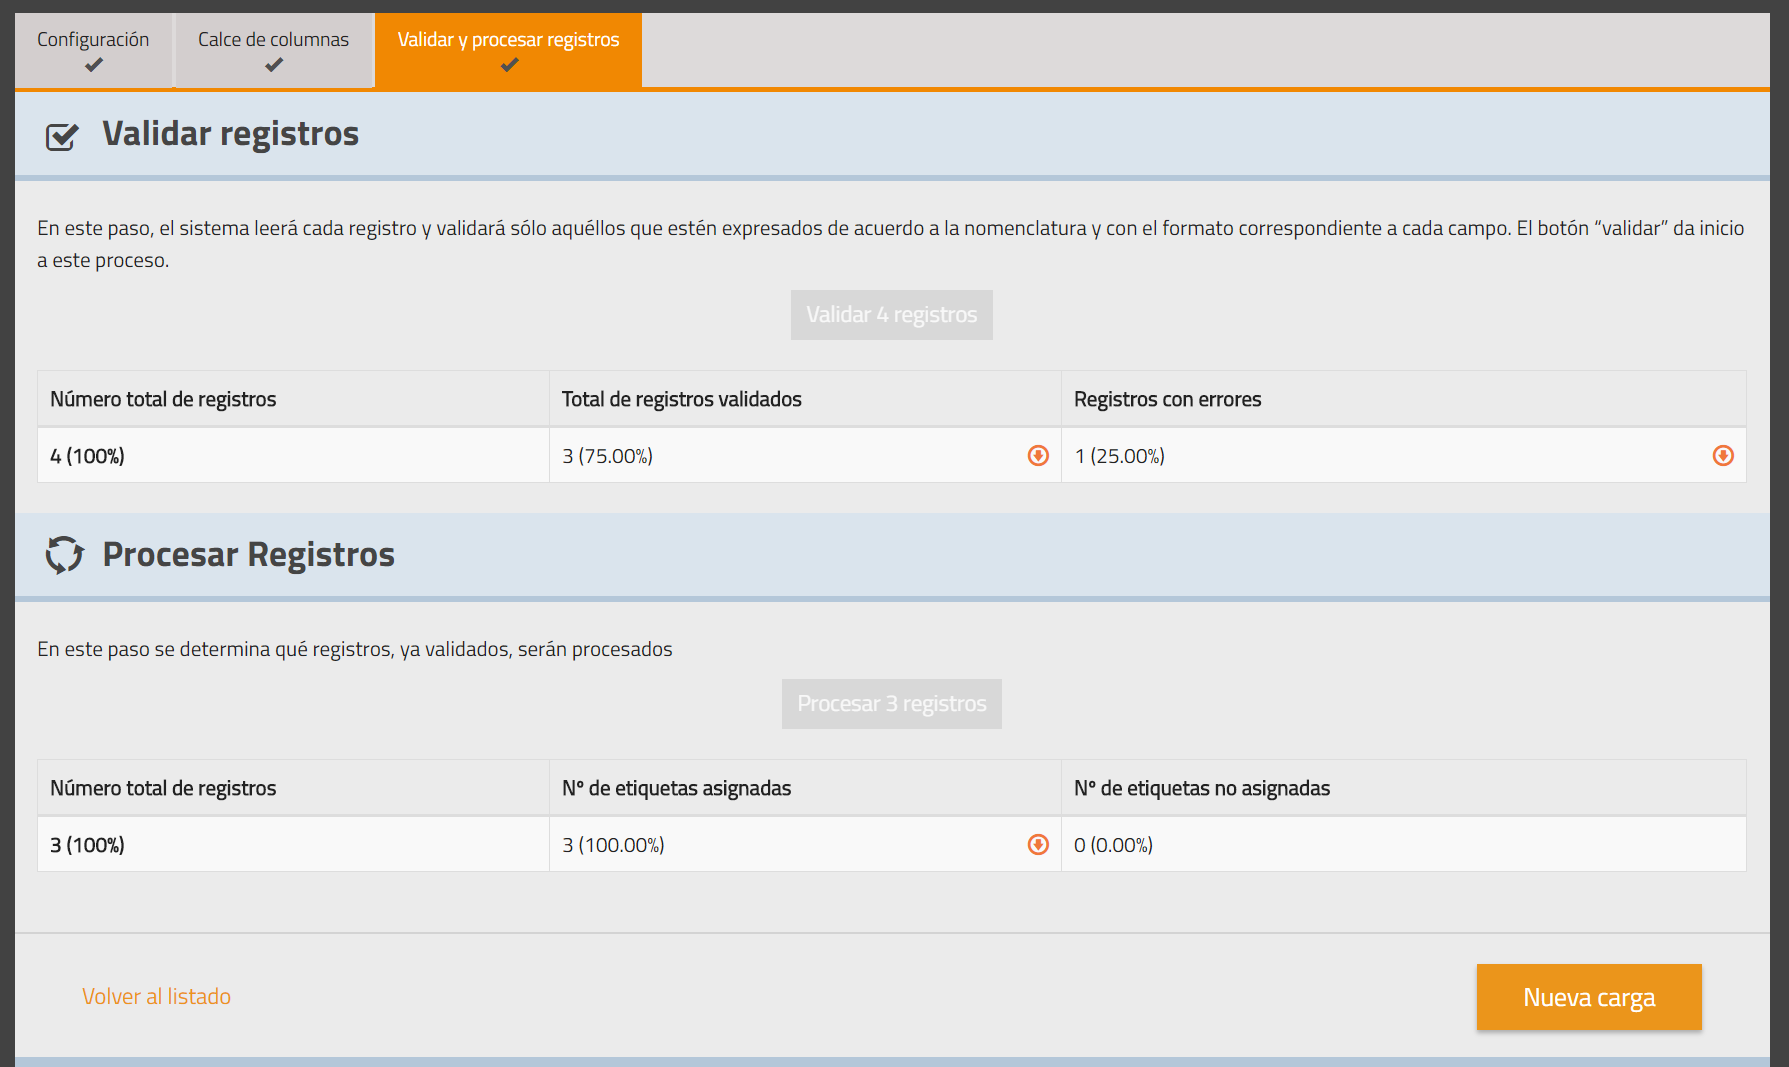 Configuración
Calce de columnas
Validar y procesar registros
Validar registros
En este paso, el sistema leerá cada registro y validará sólo aquéllos que estén expresados de acuerdo a la nomenclatura y con el formato correspondiente a cada campo. El botón “validar” da inicio
a este proceso.
Validar 4 registros
Número total de registros
Total de registros validados
Registros con errores
4 (100%)
3 (75.00%)
1 (25.00%)
Procesar Registros
En este paso se determina qué registros, ya validados, serán procesados
Procesar 3 registros
Número total de registros
Nº de etiquetas asignadas
Nº de etiquetas no asignadas
3 (100%)
3 (100.00%)
0 (0.00%)
Volver al listado
Nueva carga